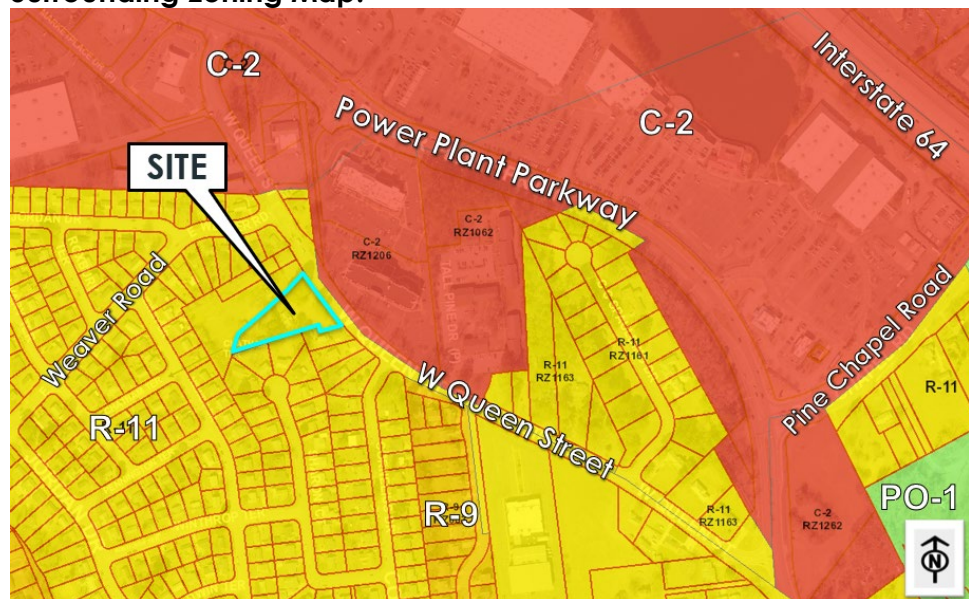 surrounding zoning map:
C-2
Interstate 64
Power Plant Parkway
C-2
SITE
C-2
RZ1062
C-2
RZ1206
Weaver Road
Pine Chapel Road
R-11
RZ1161
R-11
RZ1163
R-11
W Queen Street
R-11
PO-1
R-9
R-11
RZ1163
C-2
RZ1262
N